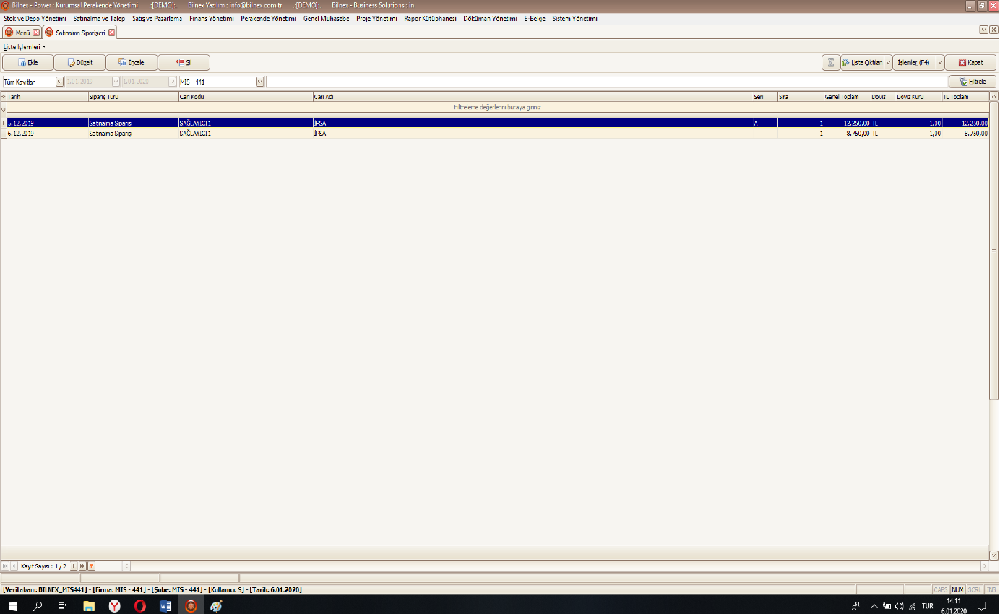 Bilnex - Power : Kurumsal Perakende Yönetimi .:[DEMO]:. Bilnex Yazılım : info@bilnex.com.tr .:[DEMO]:. Bilnex - Business Solutions : in
Stok ve Depo Yönetimi Satınalma ve Talep Satış ve Pazarlama Finans Yönetimi Perakende Yönetimi Genel Muhasebe Proje Yönetimi Rapor Kütüphanesi Döküman Yönetimi E-Belge Sistem Yönetimi
Menü Satınalma Siparişleri
Liste İşlemleri
Ekle Düzelt İncele Sil Σ Liste Çıktıları İşlemler (F4) Kapat
Tüm Kayıtlar 1.01.2019 1.01.2020 MIS - 441 Filtrele
Tarih Sipariş Türü Cari Kodu Cari Adı Seri Sıra Genel Toplam Döviz Döviz Kuru TL Toplam
Filtreleme değerlerini buraya giriniz
5.12.2019 Satınalma Siparişi SAĞLAYICI1 İPSA A 1 12.250,00 TL 1,00 12.250,00
6.12.2019 Satınalma Siparişi SAĞLAYICI1 İPSA 1 8.750,00 TL 1,00 8.750,00
Kayıt Sayısı : 1 / 2
[Veritabanı: BILNEX_MIS441] - [Firma: MIS - 441] - [Şube: MIS - 441] - [Kullanıcı: S] - [Tarih: 6.01.2020] CAPS NUM SCRL INS
TUR 14:11
6.01.2020